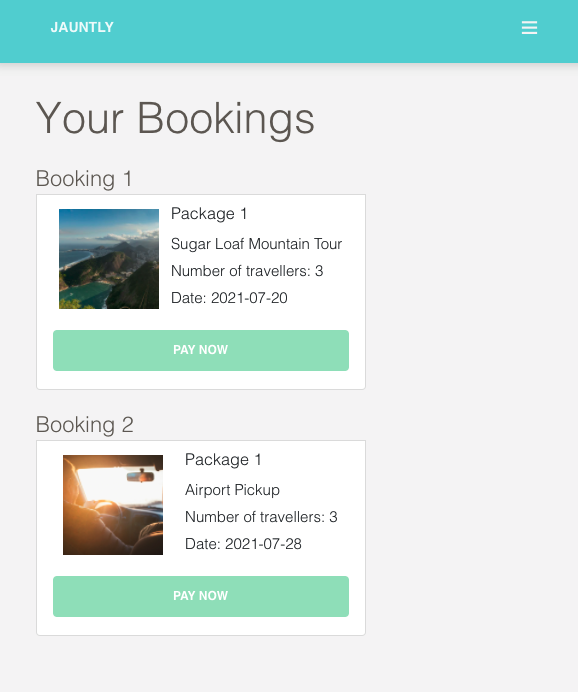 JAUNTLY
Your Bookings
Booking 1
Package 1
Sugar Loaf Mountain Tour
Number of travellers: 3
Date: 2021-07-20
PAY NOW
Booking 2
Package 1
Airport Pickup
Number of travellers: 3
Date: 2021-07-28
PAY NOW